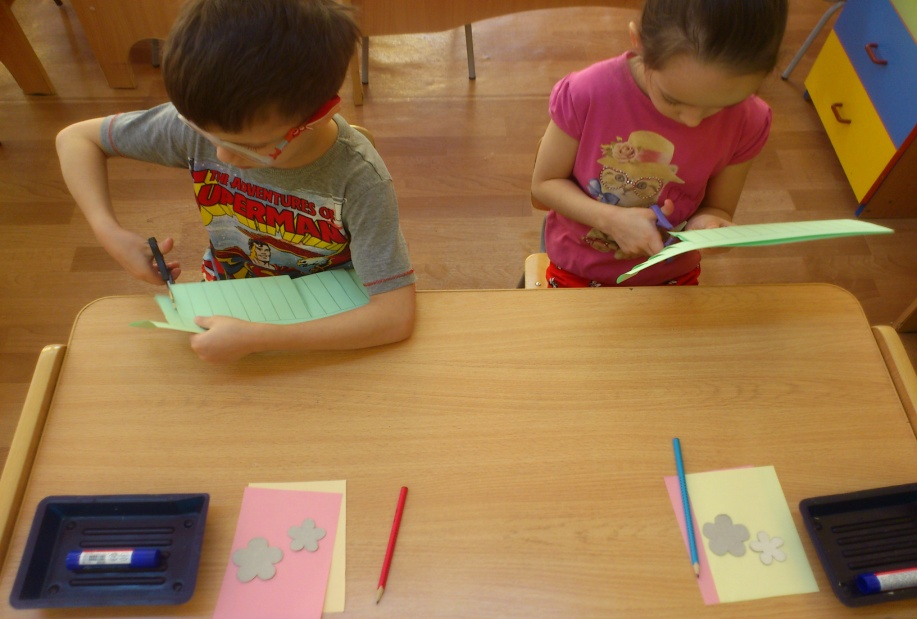 THE ADVENTURES OF
SUPERMAN